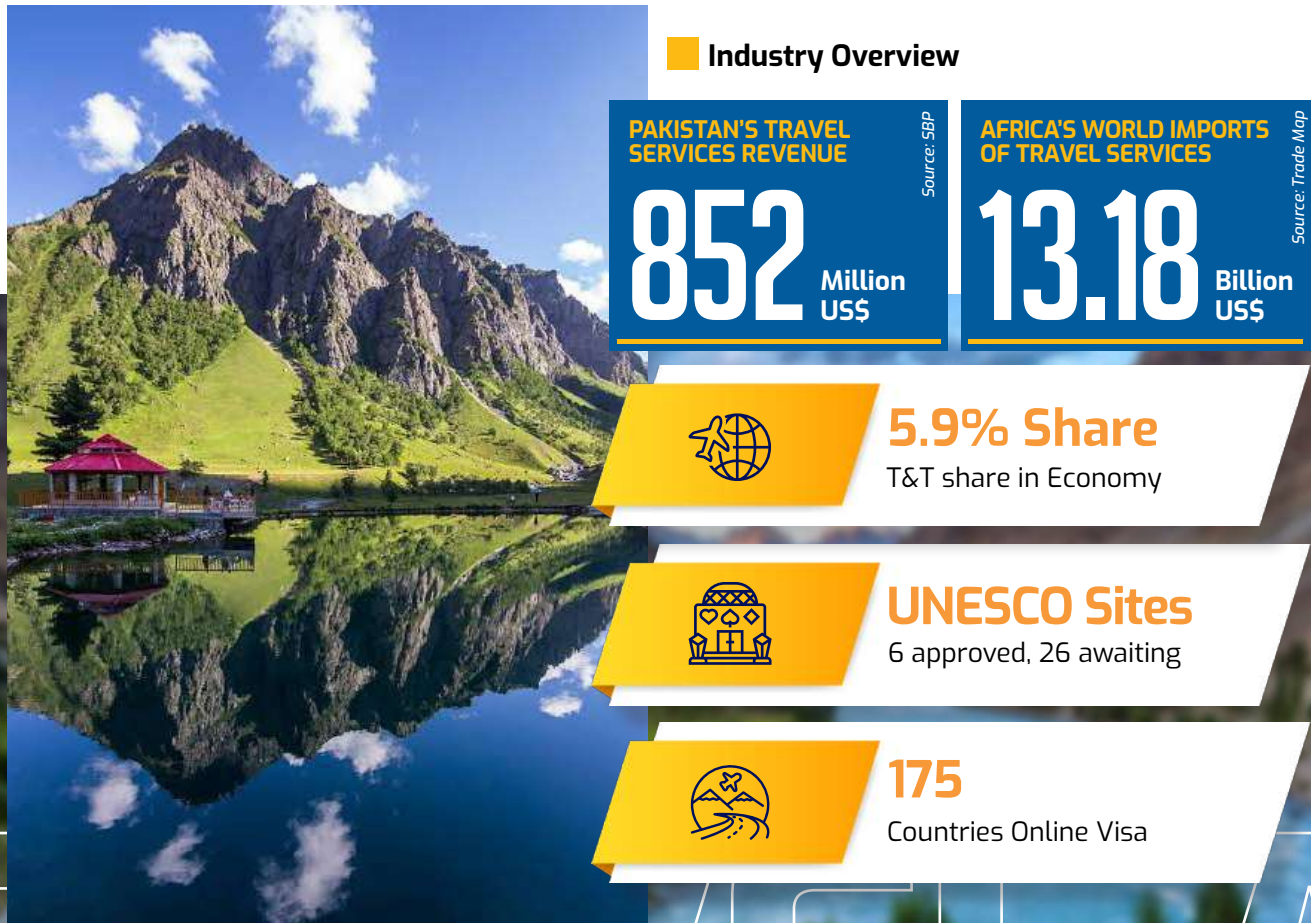 Industry Overview
PAKISTAN'S TRAVEL
SERVICES REVENUE
Source: SBP
852
Million
US$
AFRICA'S WORLD IMPORTS
OF TRAVEL SERVICES
Source: Trade Map
13.18
Billion
US$
5.9% Share
T&T share in Economy
UNESCO Sites
6 approved, 26 awaiting
175
Countries Online Visa